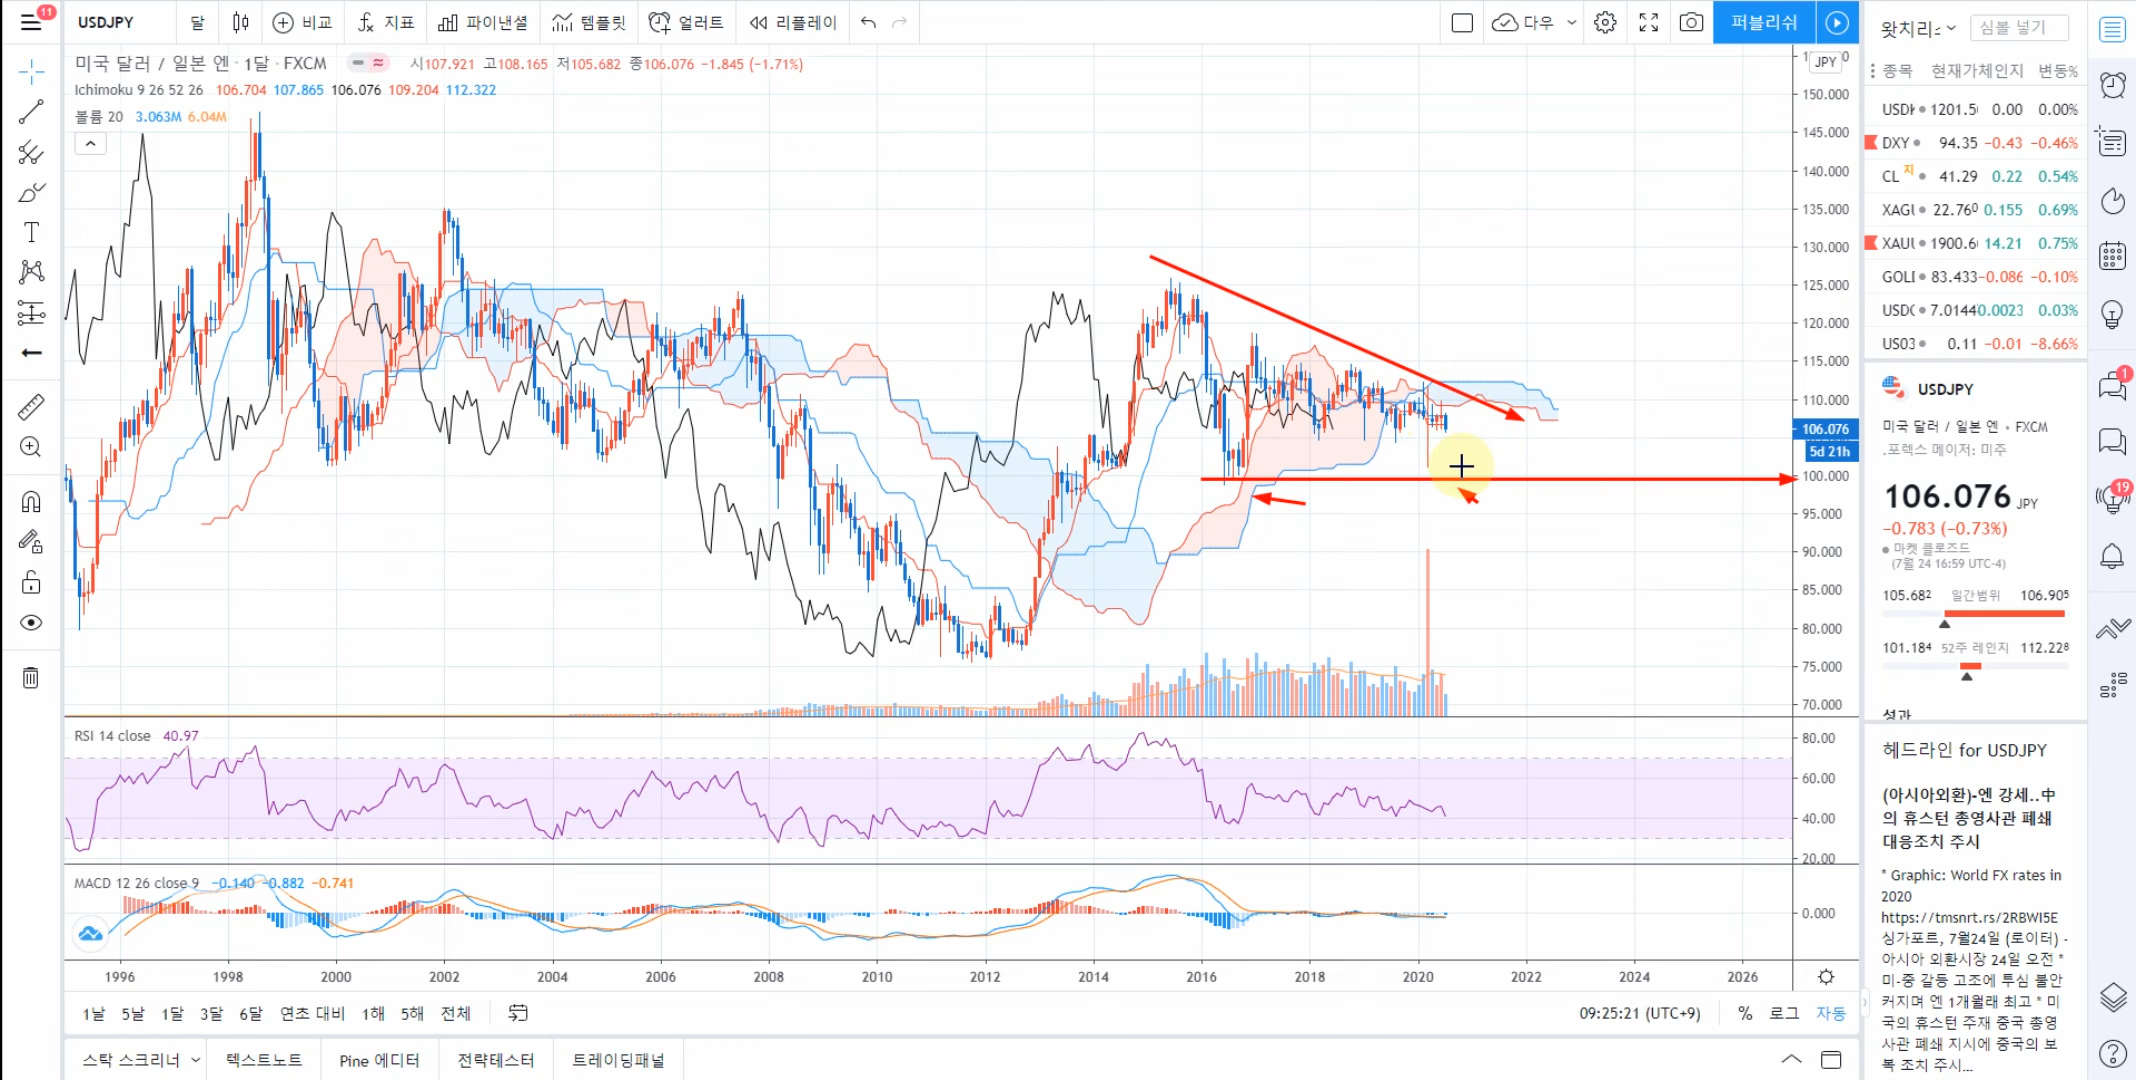 11
USDJPY
달
비교
지표
파이낸셜
템플릿
얼러트
리플레이
다우
퍼블리쉬
미국 달러 / 일본 엔 · 1달 · FXCM
시107.921 고108.165 저105.682 종106.076 −1.845 (−1.71%)
Ichimoku 9 26 52 26 106.704 107.865 106.076 109.204 112.322
볼륨 20 3.063M 6.04M
JPY
150.000
145.000
140.000
135.000
130.000
125.000
120.000
115.000
110.000
106.076
5d 21h
100.000
95.000
90.000
85.000
80.000
75.000
70.000
RSI 14 close 40.97
80.00
60.00
40.00
20.00
MACD 12 26 close 9 −0.140 −0.882 −0.741
0.000
1996 1998 2000 2002 2004 2006 2008 2010 2012 2014 2016 2018 2020 2022 2024 2026
1날 5날 1달 3달 6달 연초 대비 1해 5해 전체
09:25:21 (UTC+9)
% 로그 자동
스탁 스크리너
텍스트노트
Pine 에디터
전략테스터
트레이딩패널
심볼 넣기
종목 현재가체인지 변동%
1201.5 0.00 0.00%
DXY 94.35 −0.43 −0.46%
CL 지 41.29 0.22 0.54%
22.760 0.155 0.69%
1900.6 14.21 0.75%
83.433 −0.086 −0.10%
7.0144 0.0023 0.03%
US03 0.11 −0.01 −8.66%
USDJPY
미국 달러 / 일본 엔 • FXCM
.포렉스 메이저: 미주
106.076 JPY
−0.783 (−0.73%)
마켓 클로즈드
(7월 24 16:59 UTC-4)
105.682 일간범위 106.905
101.184 52주 레인지 112.228
헤드라인 for USDJPY
(아시아외환)-엔 강세..中
의 휴스턴 총영사관 폐쇄
대응조치 주시
* Graphic: World FX rates in
2020
https://tmsnrt.rs/2RBWI5E
싱가포르, 7월24일 (로이터) -
아시아 외환시장 24일 오전 *
미-중 갈등 고조에 투심 불안
커지며 엔 1개월래 최고 * 미
국의 휴스턴 주재 중국 총영
사관 폐쇄 지시에 중국의 보
복 조치 주시...
1
19